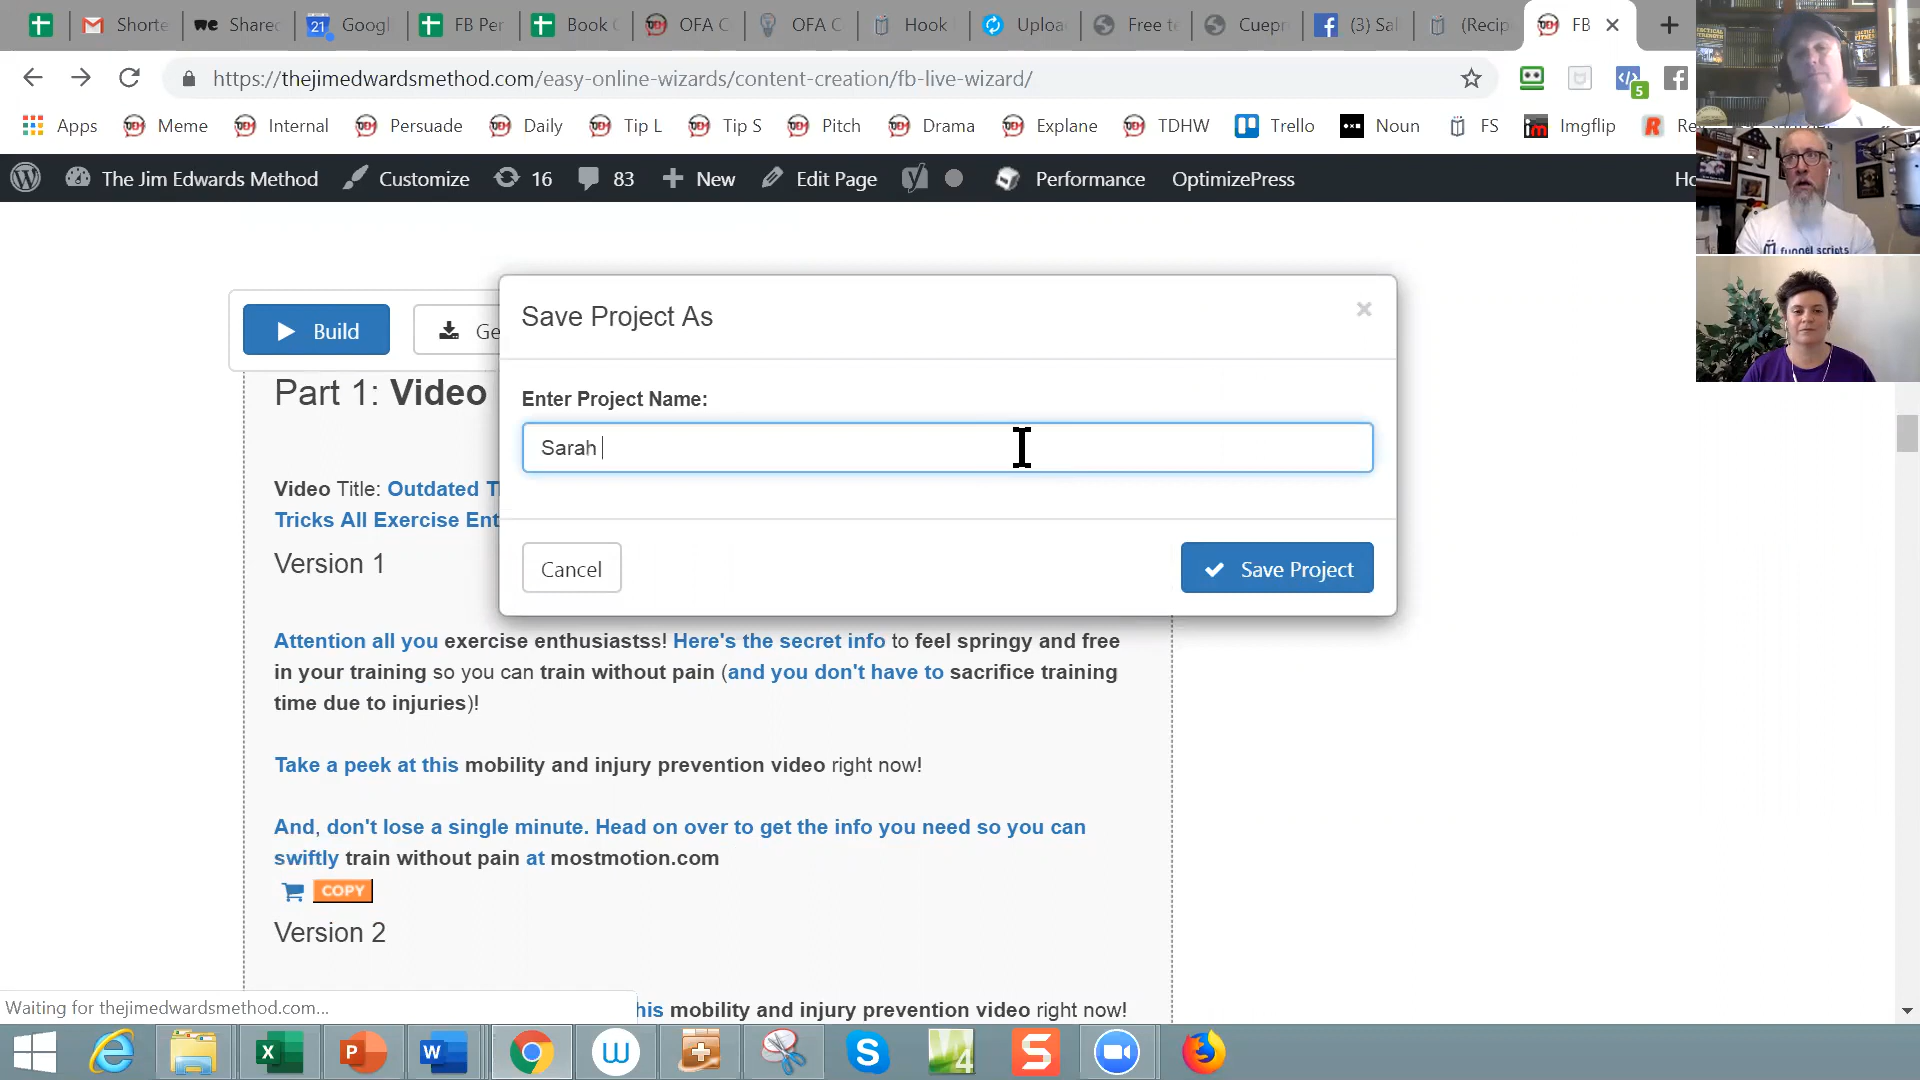 Shorte
Shared
Googl
FB Per
Book C
OFA C
OFA C
Hook
Uploa
Free te
Cuepr
(3) Sal
(Recip
FB
https://thejimedwardsmethod.com/easy-online-wizards/content-creation/fb-live-wizard/
5
Apps
Meme
Internal
Persuade
Daily
Tip L
Tip S
Pitch
Drama
Explane
TDHW
Trello
Noun
FS
Imgflip
The Jim Edwards Method
Customize
16
83
New
Edit Page
Performance
OptimizePress
Ho
funnel scripts
Build
Ge
Save Project As
×
Enter Project Name:
Sarah
Cancel
Save Project
Part 1: Video
Video Title: Outdated T
Tricks All Exercise Ent
Version 1
Attention all you exercise enthusiastss! Here's the secret info to feel springy and free
in your training so you can train without pain (and you don't have to sacrifice training
time due to injuries)!
Take a peek at this mobility and injury prevention video right now!
And, don't lose a single minute. Head on over to get the info you need so you can
swiftly train without pain at mostmotion.com
COPY
Version 2
his mobility and injury prevention video right now!
Waiting for thejimedwardsmethod.com...